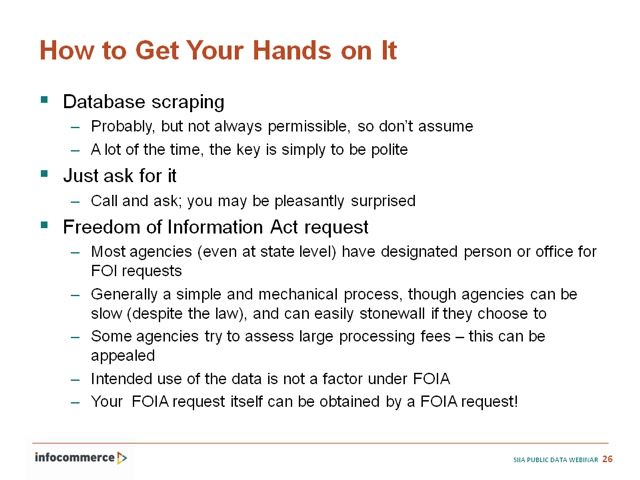 How to Get Your Hands on It
▪ Database scraping
– Probably, but not always permissible, so don't assume
– A lot of the time, the key is simply to be polite
▪ Just ask for it
– Call and ask; you may be pleasantly surprised
▪ Freedom of Information Act request
– Most agencies (even at state level) have designated person or office for
FOI requests
– Generally a simple and mechanical process, though agencies can be
slow (despite the law), and can easily stonewall if they choose to
– Some agencies try to assess large processing fees – this can be
appealed
– Intended use of the data is not a factor under FOIA
– Your  FOIA request itself can be obtained by a FOIA request!
infocommerce
SIIA PUBLIC DATA WEBINAR 26